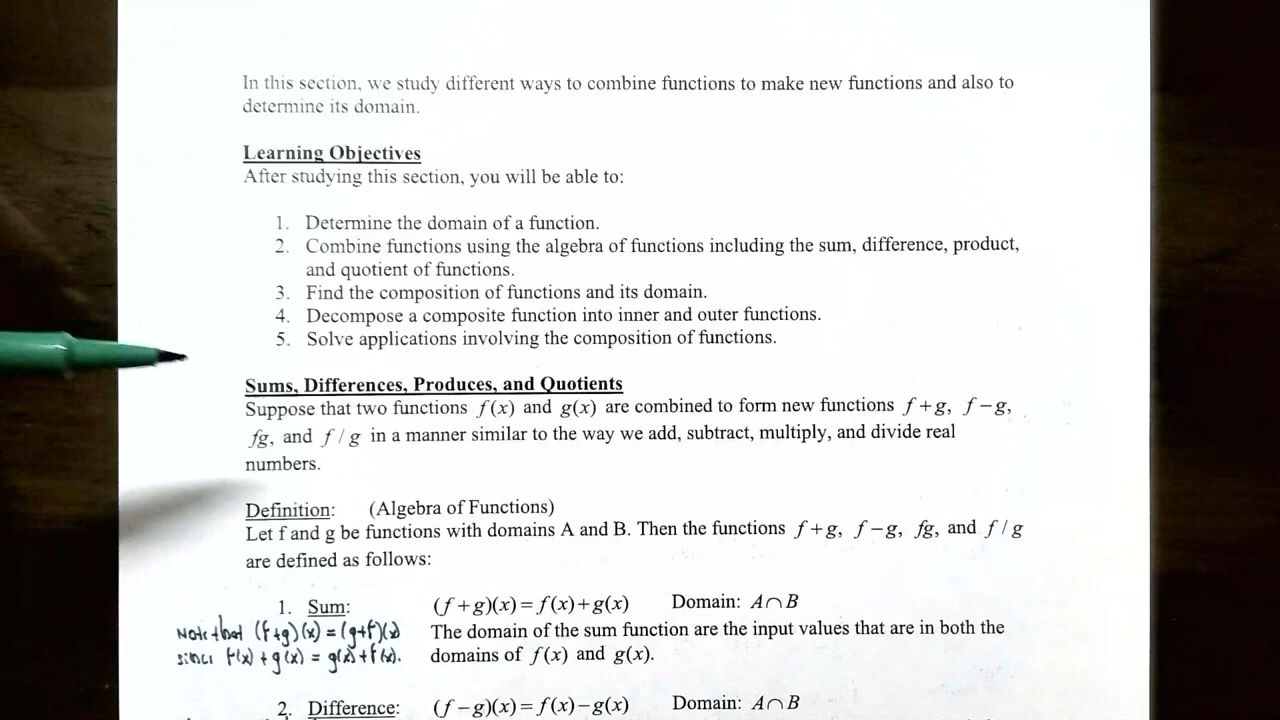 In this section, we study different ways to combine functions to make new functions and also to
determine its domain.
Learning Objectives
After studying this section, you will be able to:
1. Determine the domain of a function.
2. Combine functions using the algebra of functions including the sum, difference, product,
and quotient of functions.
3. Find the composition of functions and its domain.
4. Decompose a composite function into inner and outer functions.
5. Solve applications involving the composition of functions.
Sums, Differences, Produces, and Quotients
Suppose that two functions f(x) and g(x) are combined to form new functions f+g, f−g,
fg, and f/g in a manner similar to the way we add, subtract, multiply, and divide real
numbers.
Definition: (Algebra of Functions)
Let f and g be functions with domains A and B. Then the functions f+g, f−g, fg, and f/g
are defined as follows:
1. Sum: (f+g)(x)=f(x)+g(x) Domain: A∩B
Note that (f+g)(x)=(g+f)(x) The domain of the sum function are the input values that are in both the
since f(x)+g(x)=g(x)+f(x). domains of f(x) and g(x).
2. Difference: (f−g)(x)=f(x)−g(x) Domain: A∩B